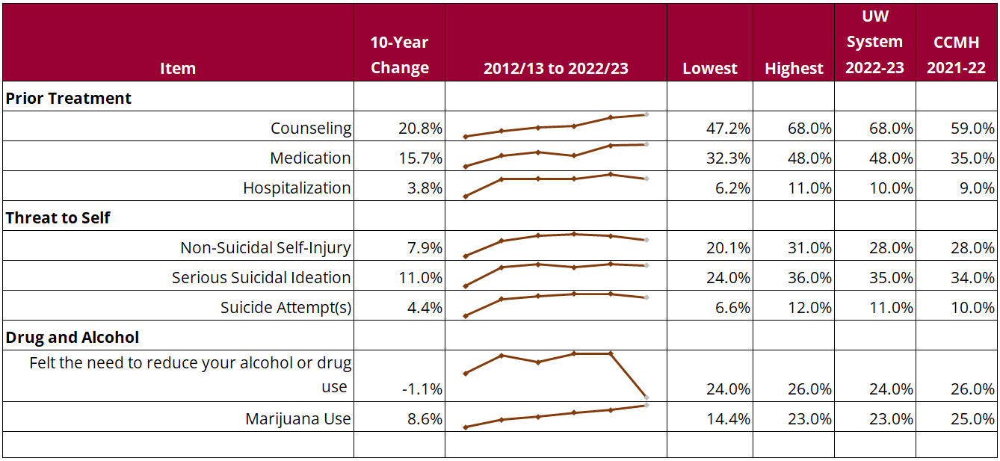 Item 10-Year Change 2012/13 to 2022/23 Lowest Highest UW System 2022-23 CCMH 2021-22
Prior Treatment
Counseling 20.8% 47.2% 68.0% 68.0% 59.0%
Medication 15.7% 32.3% 48.0% 48.0% 35.0%
Hospitalization 3.8% 6.2% 11.0% 10.0% 9.0%
Threat to Self
Non-Suicidal Self-Injury 7.9% 20.1% 31.0% 28.0% 28.0%
Serious Suicidal Ideation 11.0% 24.0% 36.0% 35.0% 34.0%
Suicide Attempt(s) 4.4% 6.6% 12.0% 11.0% 10.0%
Drug and Alcohol
Felt the need to reduce your alcohol or drug
use -1.1% 24.0% 26.0% 24.0% 26.0%
Marijuana Use 8.6% 14.4% 23.0% 23.0% 25.0%